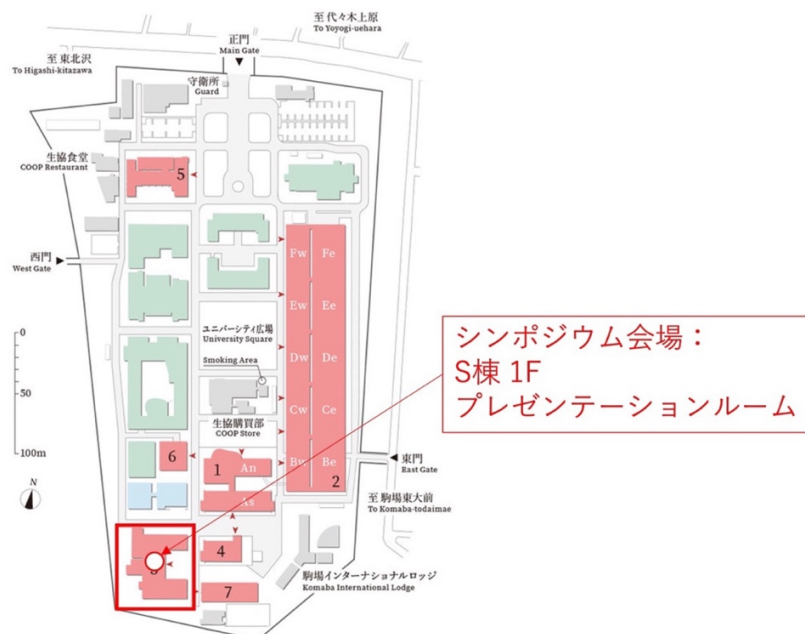 至 代々木上原
To Yoyogi-uehara
正門
Main Gate
至 東北沢
To Higashi-kitazawa
守衛所
Guard
生協食堂
COOP Restaurant
5
西門
West Gate
Fw
Fe
Ew
Ee
ユニバーシティ広場
University Square
Smoking Area
Dw
De
0
50
100m
Cw
Ce
生協購買部
COOP Store
6
1
An
Bw
Be
2
As
東門
East Gate
至 駒場東大前
To Komaba-todaimae
N
4
7
駒場インターナショナルロッジ
Komaba International Lodge
シンポジウム会場：
S棟 1F
プレゼンテーションルーム